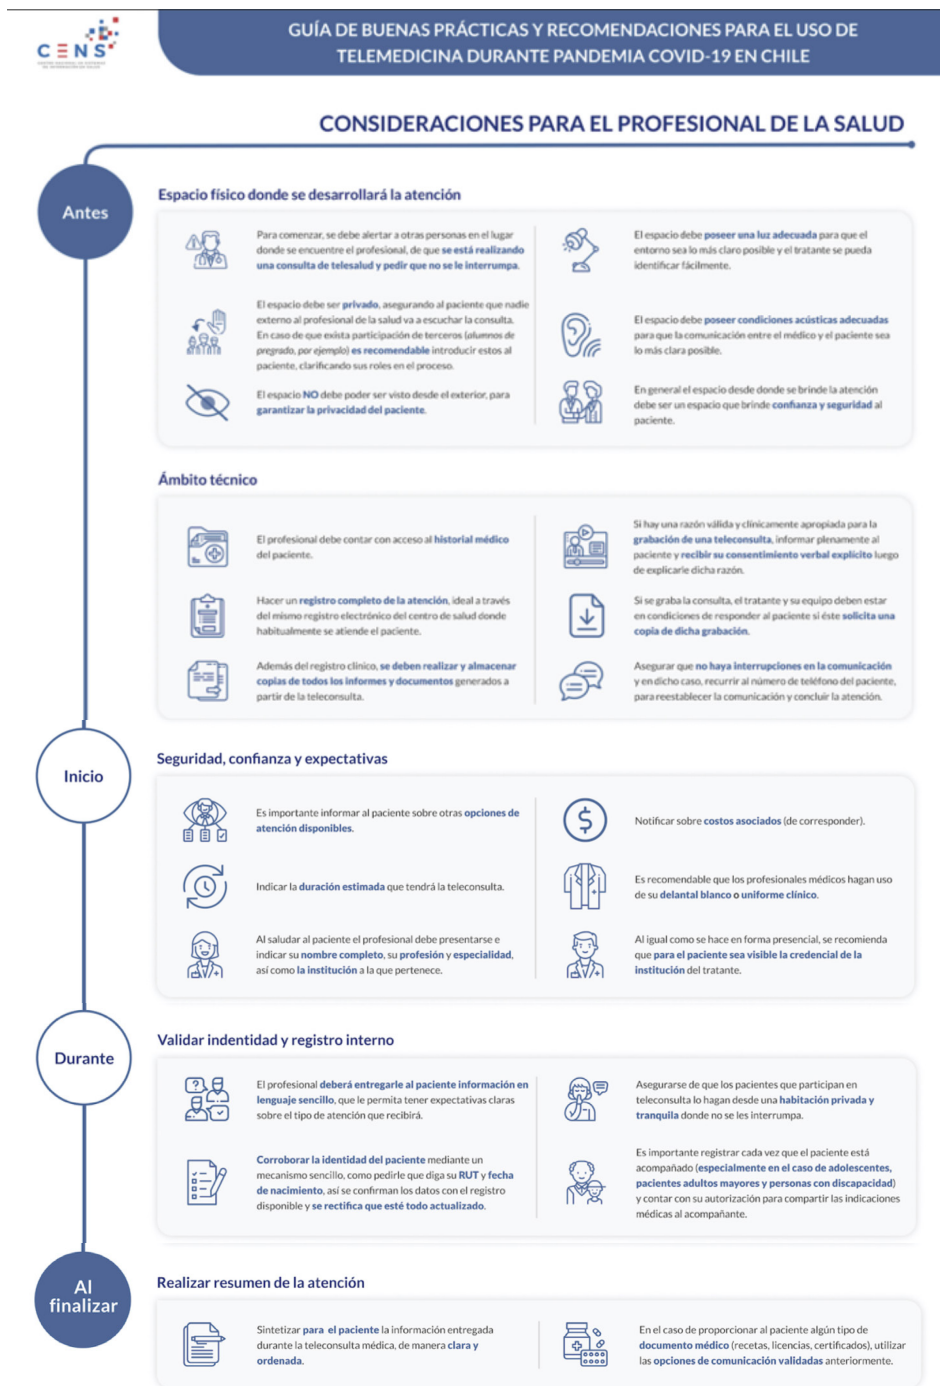 CENS
GUÍA DE BUENAS PRÁCTICAS Y RECOMENDACIONES PARA EL USO DE
TELEMEDICINA DURANTE PANDEMIA COVID-19 EN CHILE
CONSIDERACIONES PARA EL PROFESIONAL DE LA SALUD
Antes
Espacio físico donde se desarrollará la atención
Para comenzar, se debe alertar a otras personas en el lugar
donde se encuentre el profesional, de que se está realizando
una consulta de telesalud y pedir que no se le interrumpa.
El espacio debe poseer una luz adecuada para que el
entorno sea lo más claro posible y el tratante se pueda
identificar fácilmente.
El espacio debe ser privado, asegurando al paciente que nadie
externo al profesional de la salud va a escuchar la consulta.
En caso de que exista participación de terceros (alumnos de
pregrado, por ejemplo) es recomendable introducir estos al
paciente, clarificando sus roles en el proceso.
El espacio debe poseer condiciones acústicas adecuadas
para que la comunicación entre el médico y el paciente sea
lo más clara posible.
El espacio NO debe poder ser visto desde el exterior, para
garantizar la privacidad del paciente.
En general el espacio desde donde se brinde la atención
debe ser un espacio que brinde confianza y seguridad al
paciente.
Ámbito técnico
El profesional debe contar con acceso al historial médico
del paciente.
Si hay una razón válida y clínicamente apropiada para la
grabación de una teleconsulta, informar plenamente al
paciente y recibir su consentimiento verbal explícito luego
de explicarle dicha razón.
Hacer un registro completo de la atención, ideal a través
del mismo registro electrónico del centro de salud donde
habitualmente se atiende el paciente.
Si se graba la consulta, el tratante y su equipo deben estar
en condiciones de responder al paciente si éste solicita una
copia de dicha grabación.
Además del registro clínico, se deben realizar y almacenar
copias de todos los informes y documentos generados a
partir de la teleconsulta.
Asegurar que no haya interrupciones en la comunicación
y en dicho caso, recurrir al número de teléfono del paciente,
para reestablecer la comunicación y concluir la atención.
Inicio
Seguridad, confianza y expectativas
Es importante informar al paciente sobre otras opciones de
atención disponibles.
Notificar sobre costos asociados (de corresponder).
Indicar la duración estimada que tendrá la teleconsulta.
Es recomendable que los profesionales médicos hagan uso
de su delantal blanco o uniforme clínico.
Al saludar al paciente el profesional debe presentarse e
indicar su nombre completo, su profesión y especialidad,
así como la institución a la que pertenece.
Al igual como se hace en forma presencial, se recomienda
que para el paciente sea visible la credencial de la
institución del tratante.
Durante
Validar indentidad y registro interno
El profesional deberá entregarle al paciente información en
lenguaje sencillo, que le permita tener expectativas claras
sobre el tipo de atención que recibirá.
Asegurarse de que los pacientes que participan en
teleconsulta lo hagan desde una habitación privada y
tranquila donde no se les interrumpa.
Corroborar la identidad del paciente mediante un
mecanismo sencillo, como pedirle que diga su RUT y fecha
de nacimiento, así se confirman los datos con el registro
disponible y se rectifica que esté todo actualizado.
Es importante registrar cada vez que el paciente está
acompañado (especialmente en el caso de adolescentes,
pacientes adultos mayores y personas con discapacidad)
y contar con su autorización para compartir las indicaciones
médicas al acompañante.
Al
finalizar
Realizar resumen de la atención
Sintetizar para el paciente la información entregada
durante la teleconsulta médica, de manera clara y
ordenada.
En el caso de proporcionar al paciente algún tipo de
documento médico (recetas, licencias, certificados), utilizar
las opciones de comunicación validadas anteriormente.